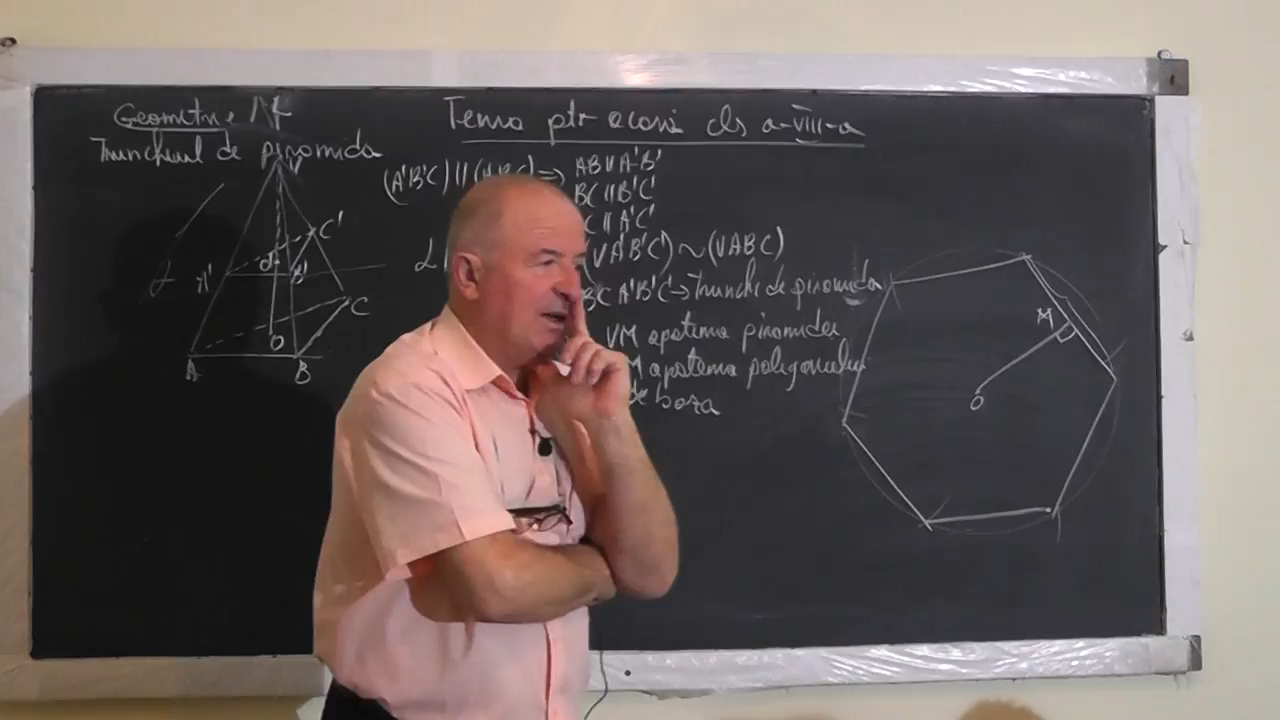 Geometrie
Tema ptr acasă cls a-VIII-a
Trunchiul de piramida
(A'B'C') || (ABC) => AB || A'B'
BC || B'C'
C || A'C'
(VA'B'C') ~ (VABC)
BC A'B'C' → Trunchi de piramida
VM apotema piramidei
M apotema poligonului
de baza
V
C'
A'
O'
B'
C
O
A
B
M
O